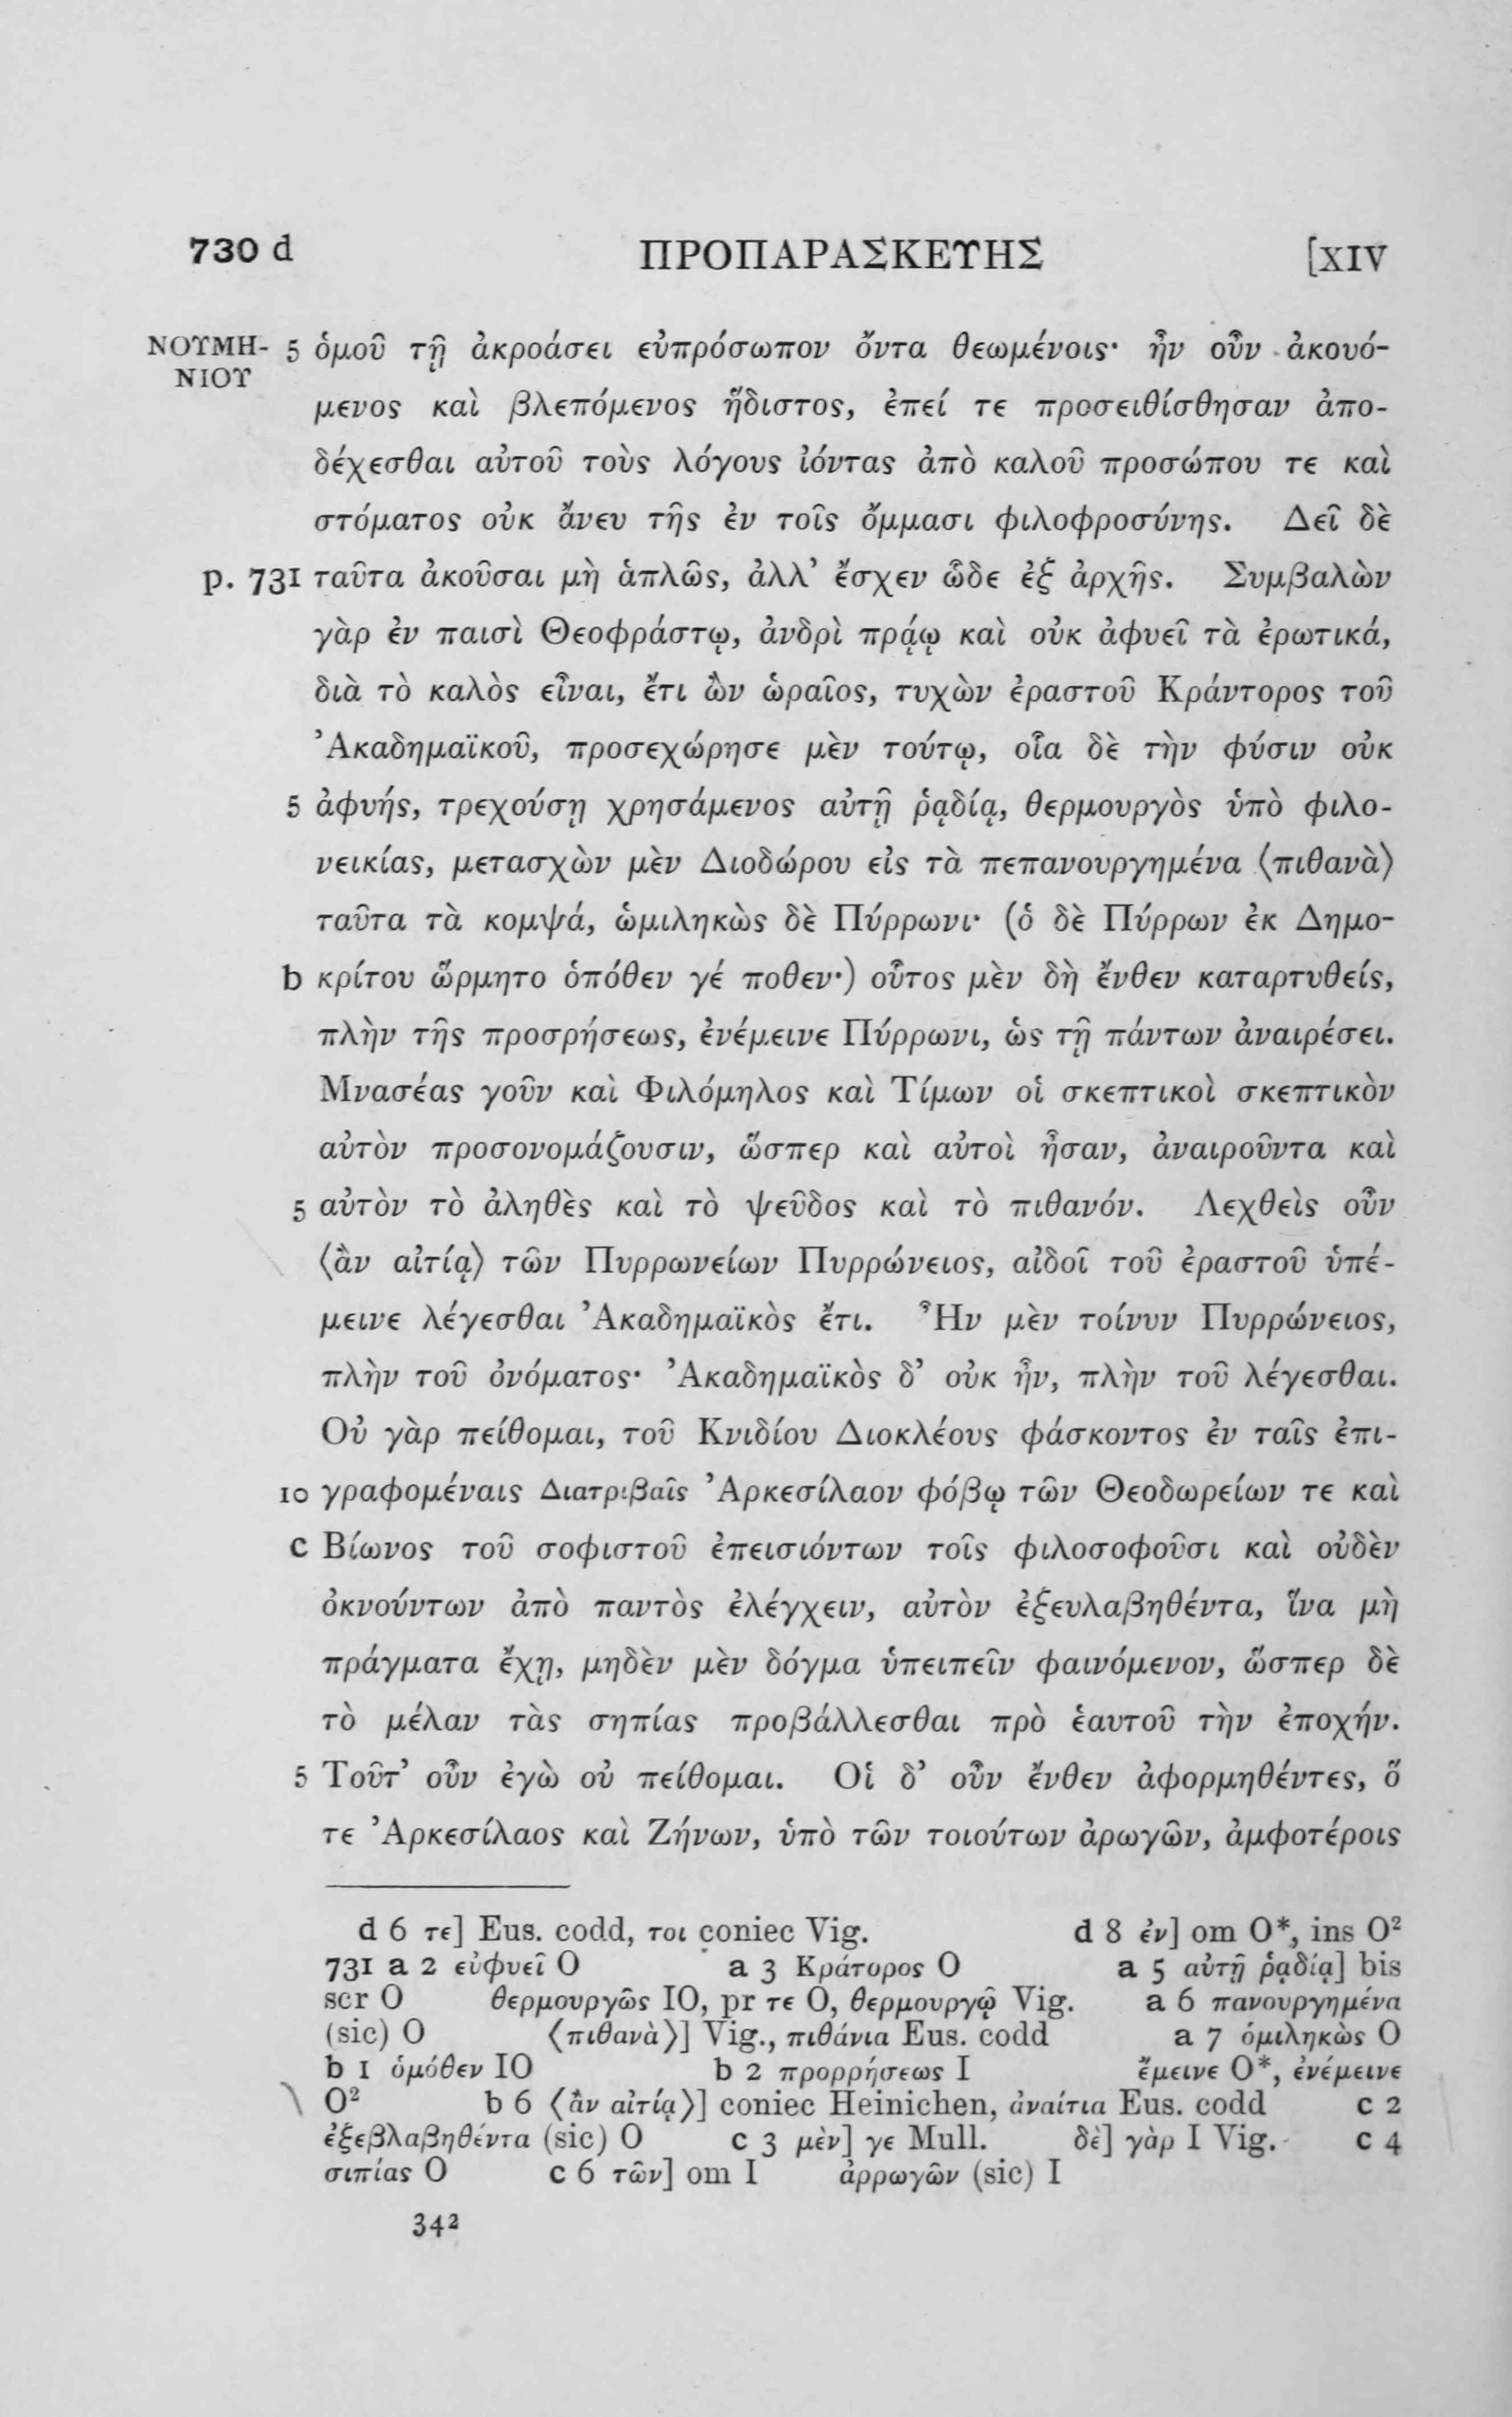 730 d ΠΡΟΠΑΡΑΣΚΕΥΗΣ [XIV
ΝΟΥΜΗ- 5 ὁμοῦ τῇ ἀκροάσει εὐπρόσωπον ὄντα θεωμένοις· ἦν οὖν ἀκουό-
ΝΙΟΥ
μενος καὶ βλεπόμενος ἥδιστος, ἐπεί τε προσειθίσθησαν ἀπο-
δέχεσθαι αὐτοῦ τοὺς λόγους ἰόντας ἀπὸ καλοῦ προσώπου τε καὶ
στόματος οὐκ ἄνευ τῆς ἐν τοῖς ὄμμασι φιλοφροσύνης. Δεῖ δὲ
p. 731 ταῦτα ἀκοῦσαι μὴ ἁπλῶς, ἀλλ’ ἔσχεν ὧδε ἐξ ἀρχῆς. Συμβαλὼν
γὰρ ἐν παισὶ Θεοφράστῳ, ἀνδρὶ πράῳ καὶ οὐκ ἀφυεῖ τὰ ἐρωτικά,
διὰ τὸ καλὸς εἶναι, ἔτι ὢν ὡραῖος, τυχὼν ἐραστοῦ Κράντορος τοῦ
Ἀκαδημαϊκοῦ, προσεχώρησε μὲν τούτῳ, οἷα δὲ τὴν φύσιν οὐκ
5 ἀφυής, τρεχούσῃ χρησάμενος αὐτῇ ῥᾳδίᾳ, θερμουργὸς ὑπὸ φιλο-
νεικίας, μετασχὼν μὲν Διοδώρου εἰς τὰ πεπανουργημένα ⟨πιθανὰ⟩
ταῦτα τὰ κομψά, ὡμιληκὼς δὲ Πύρρωνι· (ὁ δὲ Πύρρων ἐκ Δημο-
b κρίτου ὥρμητο ὁπόθεν γέ ποθεν·) οὗτος μὲν δὴ ἔνθεν καταρτυθείς,
πλὴν τῆς προσρήσεως, ἐνέμεινε Πύρρωνι, ὡς τῇ πάντων ἀναιρέσει.
Μνασέας γοῦν καὶ Φιλόμηλος καὶ Τίμων οἱ σκεπτικοὶ σκεπτικὸν
αὐτὸν προσονομάζουσιν, ὥσπερ καὶ αὐτοὶ ἦσαν, ἀναιροῦντα καὶ
5 αὐτὸν τὸ ἀληθὲς καὶ τὸ ψεῦδος καὶ τὸ πιθανόν. Λεχθεὶς οὖν
⟨ἂν αἰτίᾳ⟩ τῶν Πυρρωνείων Πυρρώνειος, αἰδοῖ τοῦ ἐραστοῦ ὑπέ-
μεινε λέγεσθαι Ἀκαδημαϊκὸς ἔτι. Ἦν μὲν τοίνυν Πυρρώνειος,
πλὴν τοῦ ὀνόματος· Ἀκαδημαϊκὸς δ’ οὐκ ἦν, πλὴν τοῦ λέγεσθαι.
Οὐ γὰρ πείθομαι, τοῦ Κνιδίου Διοκλέους φάσκοντος ἐν ταῖς ἐπι-
10 γραφομέναις Διατριβαῖς Ἀρκεσίλαον φόβῳ τῶν Θεοδωρείων τε καὶ
c Βίωνος τοῦ σοφιστοῦ ἐπεισιόντων τοῖς φιλοσοφοῦσι καὶ οὐδὲν
ὀκνούντων ἀπὸ παντὸς ἐλέγχειν, αὐτὸν ἐξευλαβηθέντα, ἵνα μὴ
πράγματα ἔχῃ, μηδὲν μὲν δόγμα ὑπειπεῖν φαινόμενον, ὥσπερ δὲ
τὸ μέλαν τὰς σηπίας προβάλλεσθαι πρὸ ἑαυτοῦ τὴν ἐποχήν.
5 Τοῦτ’ οὖν ἐγὼ οὐ πείθομαι. Οἱ δ’ οὖν ἔνθεν ἀφορμηθέντες, ὅ
τε Ἀρκεσίλαος καὶ Ζήνων, ὑπὸ τῶν τοιούτων ἀρωγῶν, ἀμφοτέροις
d 6 τε] Eus. codd, τοι coniec Vig. d 8 ἐν] om O*, ins O²
731 a 2 εὐφυεῖ O a 3 Κράτορος O a 5 αὐτῇ ῥᾳδίᾳ] bis
scr O θερμουργῶς IO, pr τε O, θερμουργῷ Vig. a 6 πανουργημένα
(sic) O ⟨πιθανὰ⟩] Vig., πιθάνια Eus. codd a 7 ὁμιληκὼς O
b 1 ὁμόθεν IO b 2 προρρήσεως I ἔμεινε O*, ἐνέμεινε
O² b 6 ⟨ἂν αἰτίᾳ⟩] coniec Heinichen, ἀναίτια Eus. codd c 2
ἐξεβλαβηθέντα (sic) O c 3 μὲν] γε Mull. δὲ] γὰρ I Vig. c 4
σιπίας O c 6 τῶν] om I ἀρρωγῶν (sic) I
342